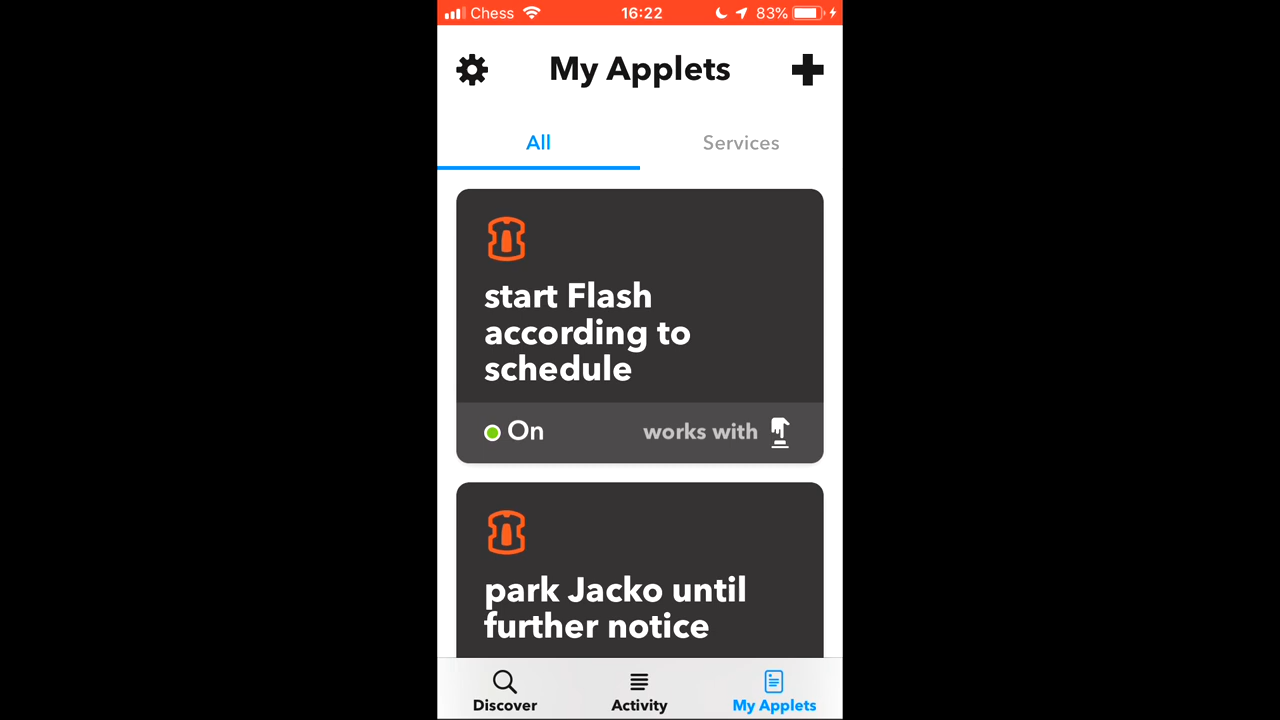 Chess 16:22 83%
My Applets
All Services
start Flash
according to
schedule
On works with
park Jacko until
further notice
Discover Activity My Applets